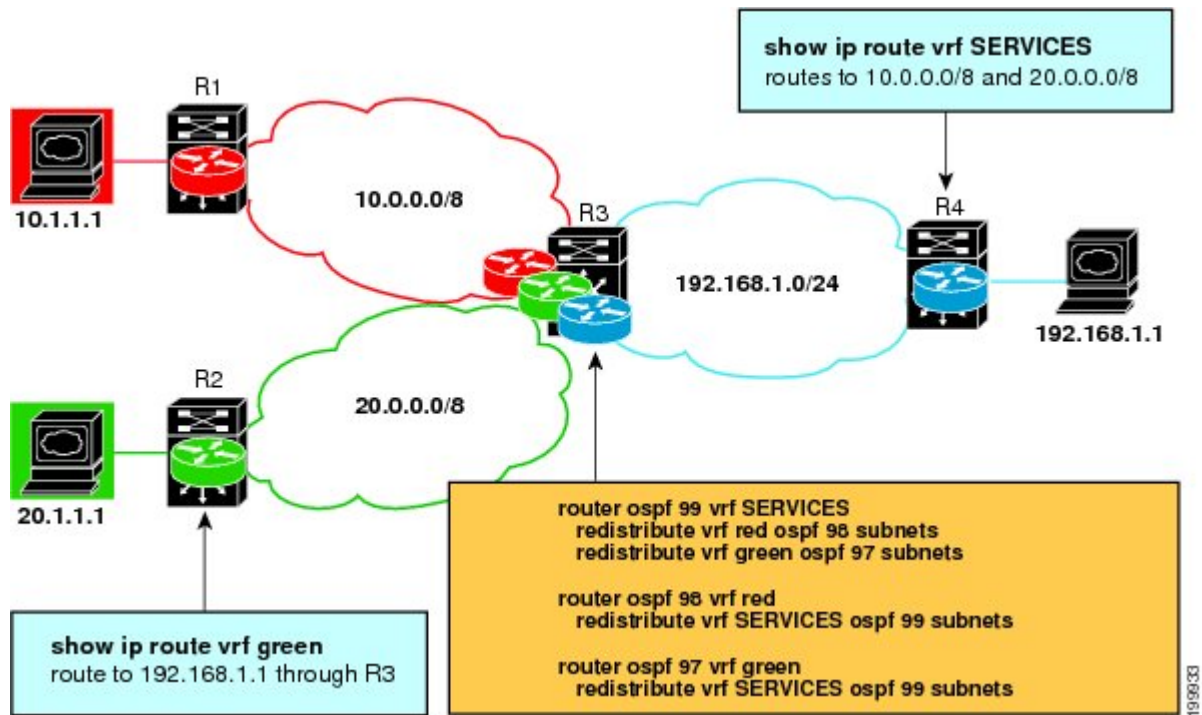 show ip route vrf SERVICES
routes to 10.0.0.0/8 and 20.0.0.0/8
R1
10.1.1.1
10.0.0.0/8
R3
R4
192.168.1.0/24
192.168.1.1
R2
20.0.0.0/8
20.1.1.1
router ospf 99 vrf SERVICES
redistribute vrf red ospf 98 subnets
redistribute vrf green ospf 97 subnets
router ospf 98 vrf red
redistribute vrf SERVICES ospf 99 subnets
router ospf 97 vrf green
redistribute vrf SERVICES ospf 99 subnets
show ip route vrf green
route to 192.168.1.1 through R3
199933